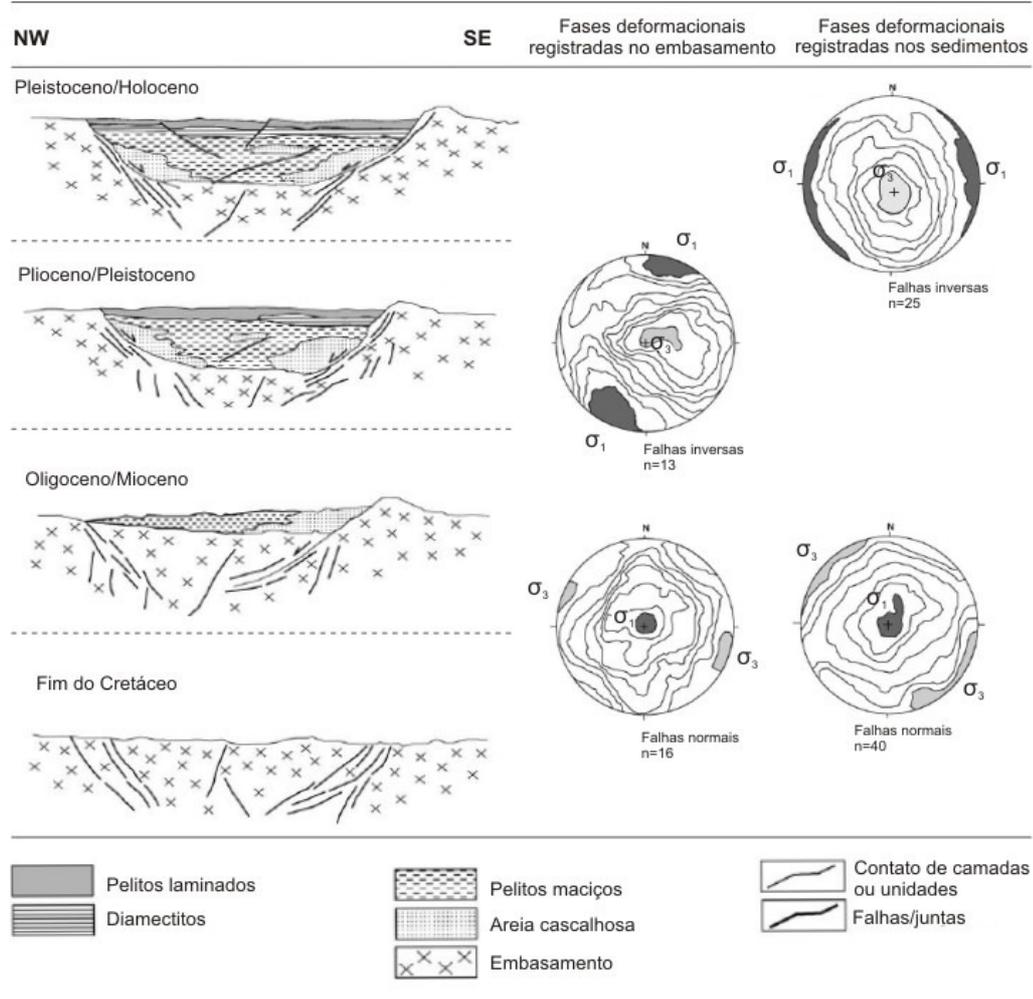 NW
SE
Fases deformacionais
registradas no embasamento
Fases deformacionais
registradas nos sedimentos
Pleistoceno/Holoceno
N
σ1
σ3
σ1
Falhas inversas
n=25
Plioceno/Pleistoceno
N
σ1
σ3
σ1
Falhas inversas
n=13
Oligoceno/Mioceno
N
σ3
σ1
σ3
Falhas normais
n=16
N
σ3
σ1
σ3
Falhas normais
n=40
Fim do Cretáceo
Pelitos laminados
Diamectitos
Pelitos maciços
Areia cascalhosa
Embasamento
Contato de camadas
ou unidades
Falhas/juntas